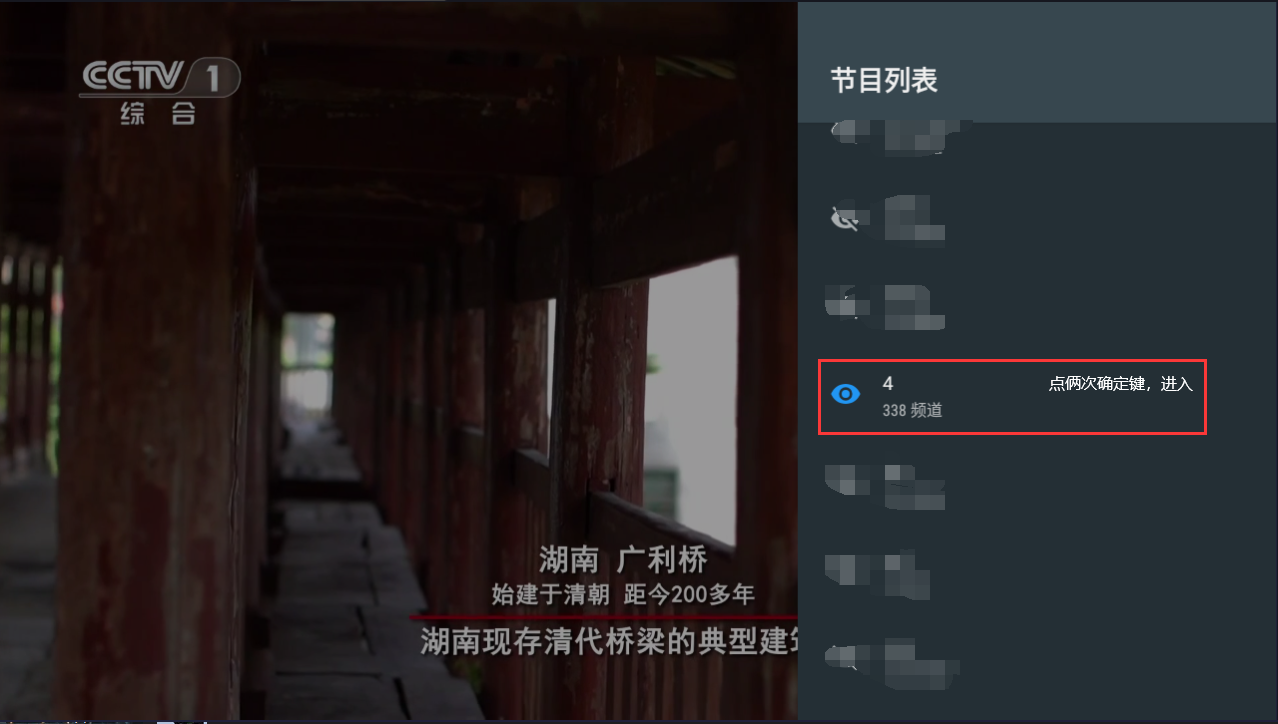 CCTV 1
综合
节目列表
4
点俩次确定键，进入
338 频道
湖南 广利桥
始建于清朝 距今200多年
湖南现存清代桥梁的典型建